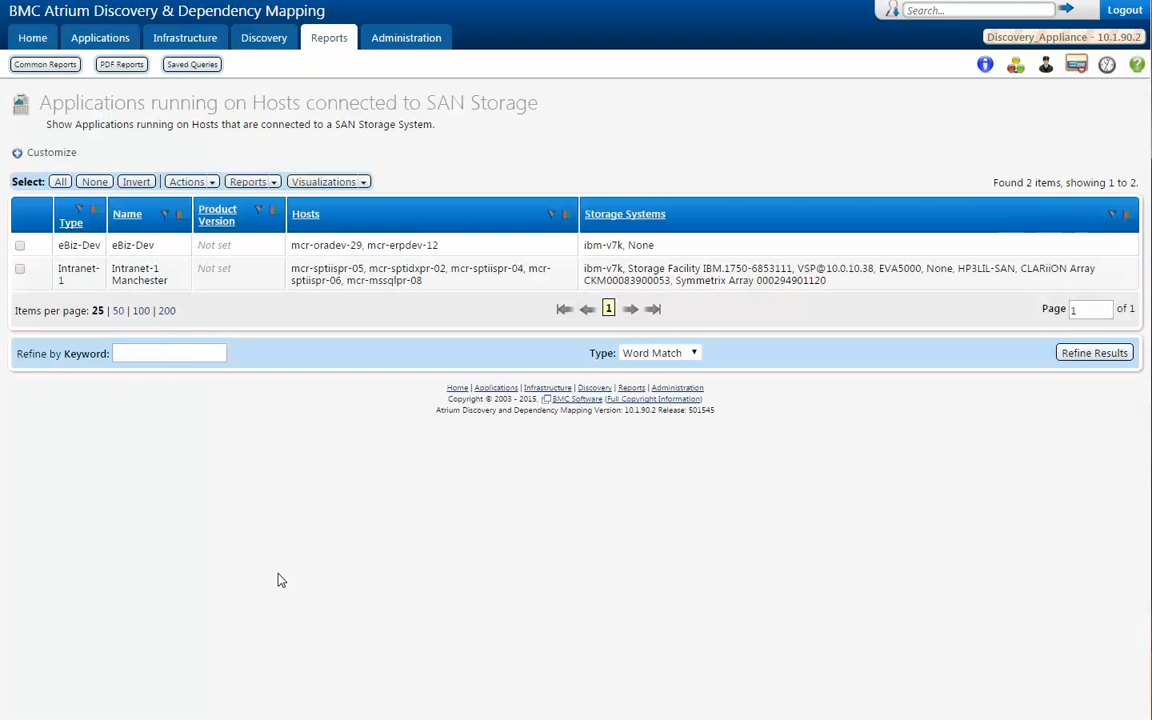 BMC Atrium Discovery & Dependency Mapping
Search...
Logout
Home
Applications
Infrastructure
Discovery
Reports
Administration
Discovery_Appliance - 10.1.90.2
Common Reports
PDF Reports
Saved Queries
Applications running on Hosts connected to SAN Storage
Show Applications running on Hosts that are connected to a SAN Storage System.
Customize
Select: All None Invert | Actions Reports Visualizations
Found 2 items, showing 1 to 2.
Type Name Product Version Hosts Storage Systems
eBiz-Dev eBiz-Dev Not set mcr-oradev-29, mcr-erpdev-12 ibm-v7k, None
Intranet- Intranet-1 Not set mcr-sptiispr-05, mcr-sptidxpr-02, mcr-sptiispr-04, mcr- ibm-v7k, Storage Facility IBM.1750-6853111, VSP@10.0.10.38, EVA5000, None, HP3LIL-SAN, CLARiiON Array
1 Manchester sptiispr-06, mcr-mssqlpr-08 CKM00083900053, Symmetrix Array 000294901120
Items per page: 25 | 50 | 100 | 200
1
Page 1 of 1
Refine by Keyword:
Type: Word Match
Refine Results
Home | Applications | Infrastructure | Discovery | Reports | Administration
Copyright © 2003 - 2015, BMC Software (Full Copyright Information)
Atrium Discovery and Dependency Mapping Version: 10.1.90.2 Release: 501545